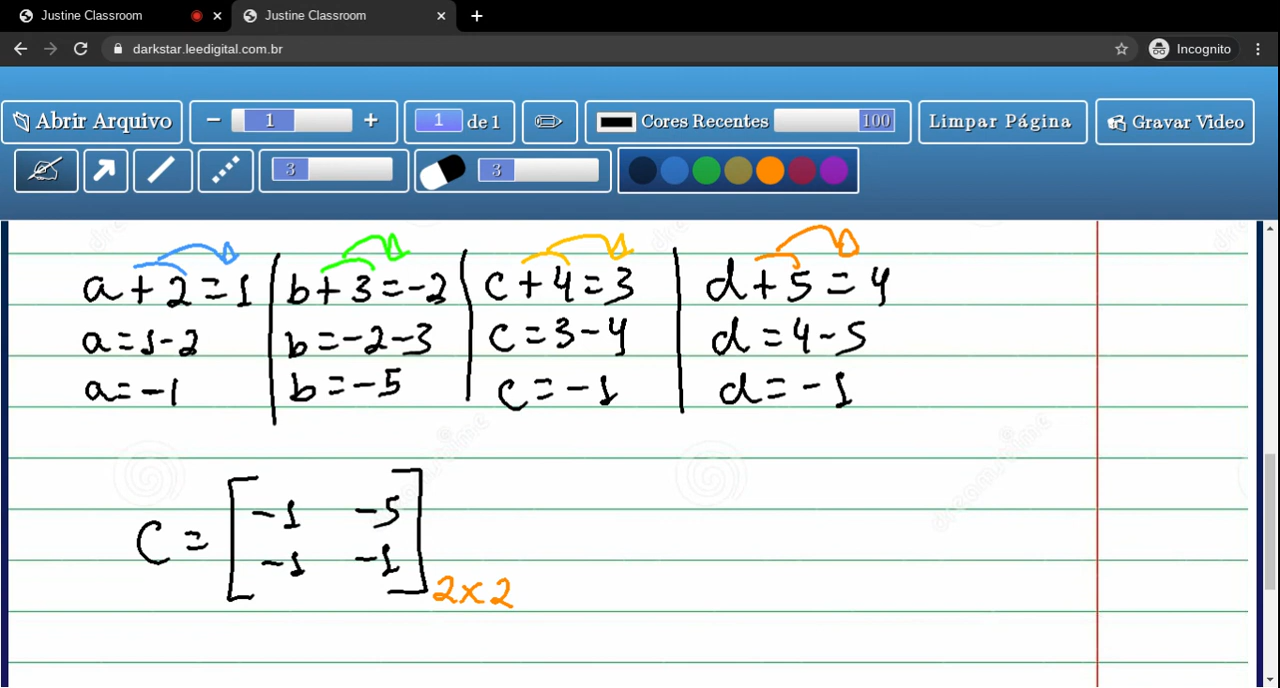 Justine Classroom
Justine Classroom
darkstar.leedigital.com.br
Incognito
Abrir Arquivo
− 1 +
1 de 1
Cores Recentes 100
Limpar Página
Gravar Video
3
3
a+2=1
a=1-2
a=-1
b+3=-2
b=-2-3
b=-5
c+4=3
c=3-4
c=-1
d+5=4
d=4-5
d=-1
C= [ -1 -5
-1 -1 ] 2x2
dreamstime